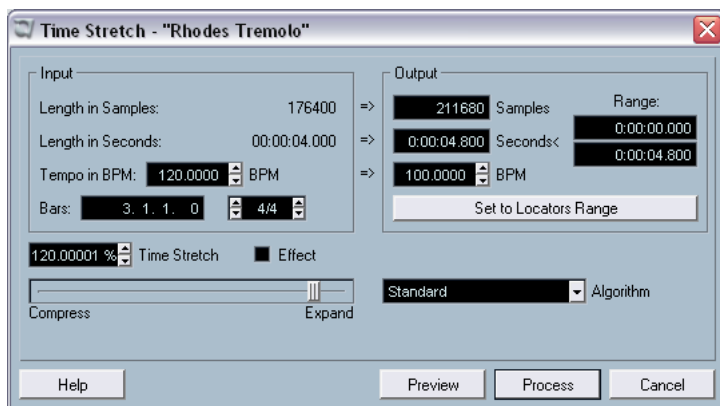 Time Stretch - "Rhodes Tremolo"
Input
Length in Samples: 176400 =>
Length in Seconds: 00:00:04.000 =>
Tempo in BPM: 120.0000 BPM =>
Bars: 3. 1. 1. 0 4/4
Output
211680 Samples
0:00:04.800 Seconds<
100.0000 BPM
Range:
0:00:00.000
0:00:04.800
Set to Locators Range
120.00001 % Time Stretch Effect
Compress Expand
Standard Algorithm
Help Preview Process Cancel